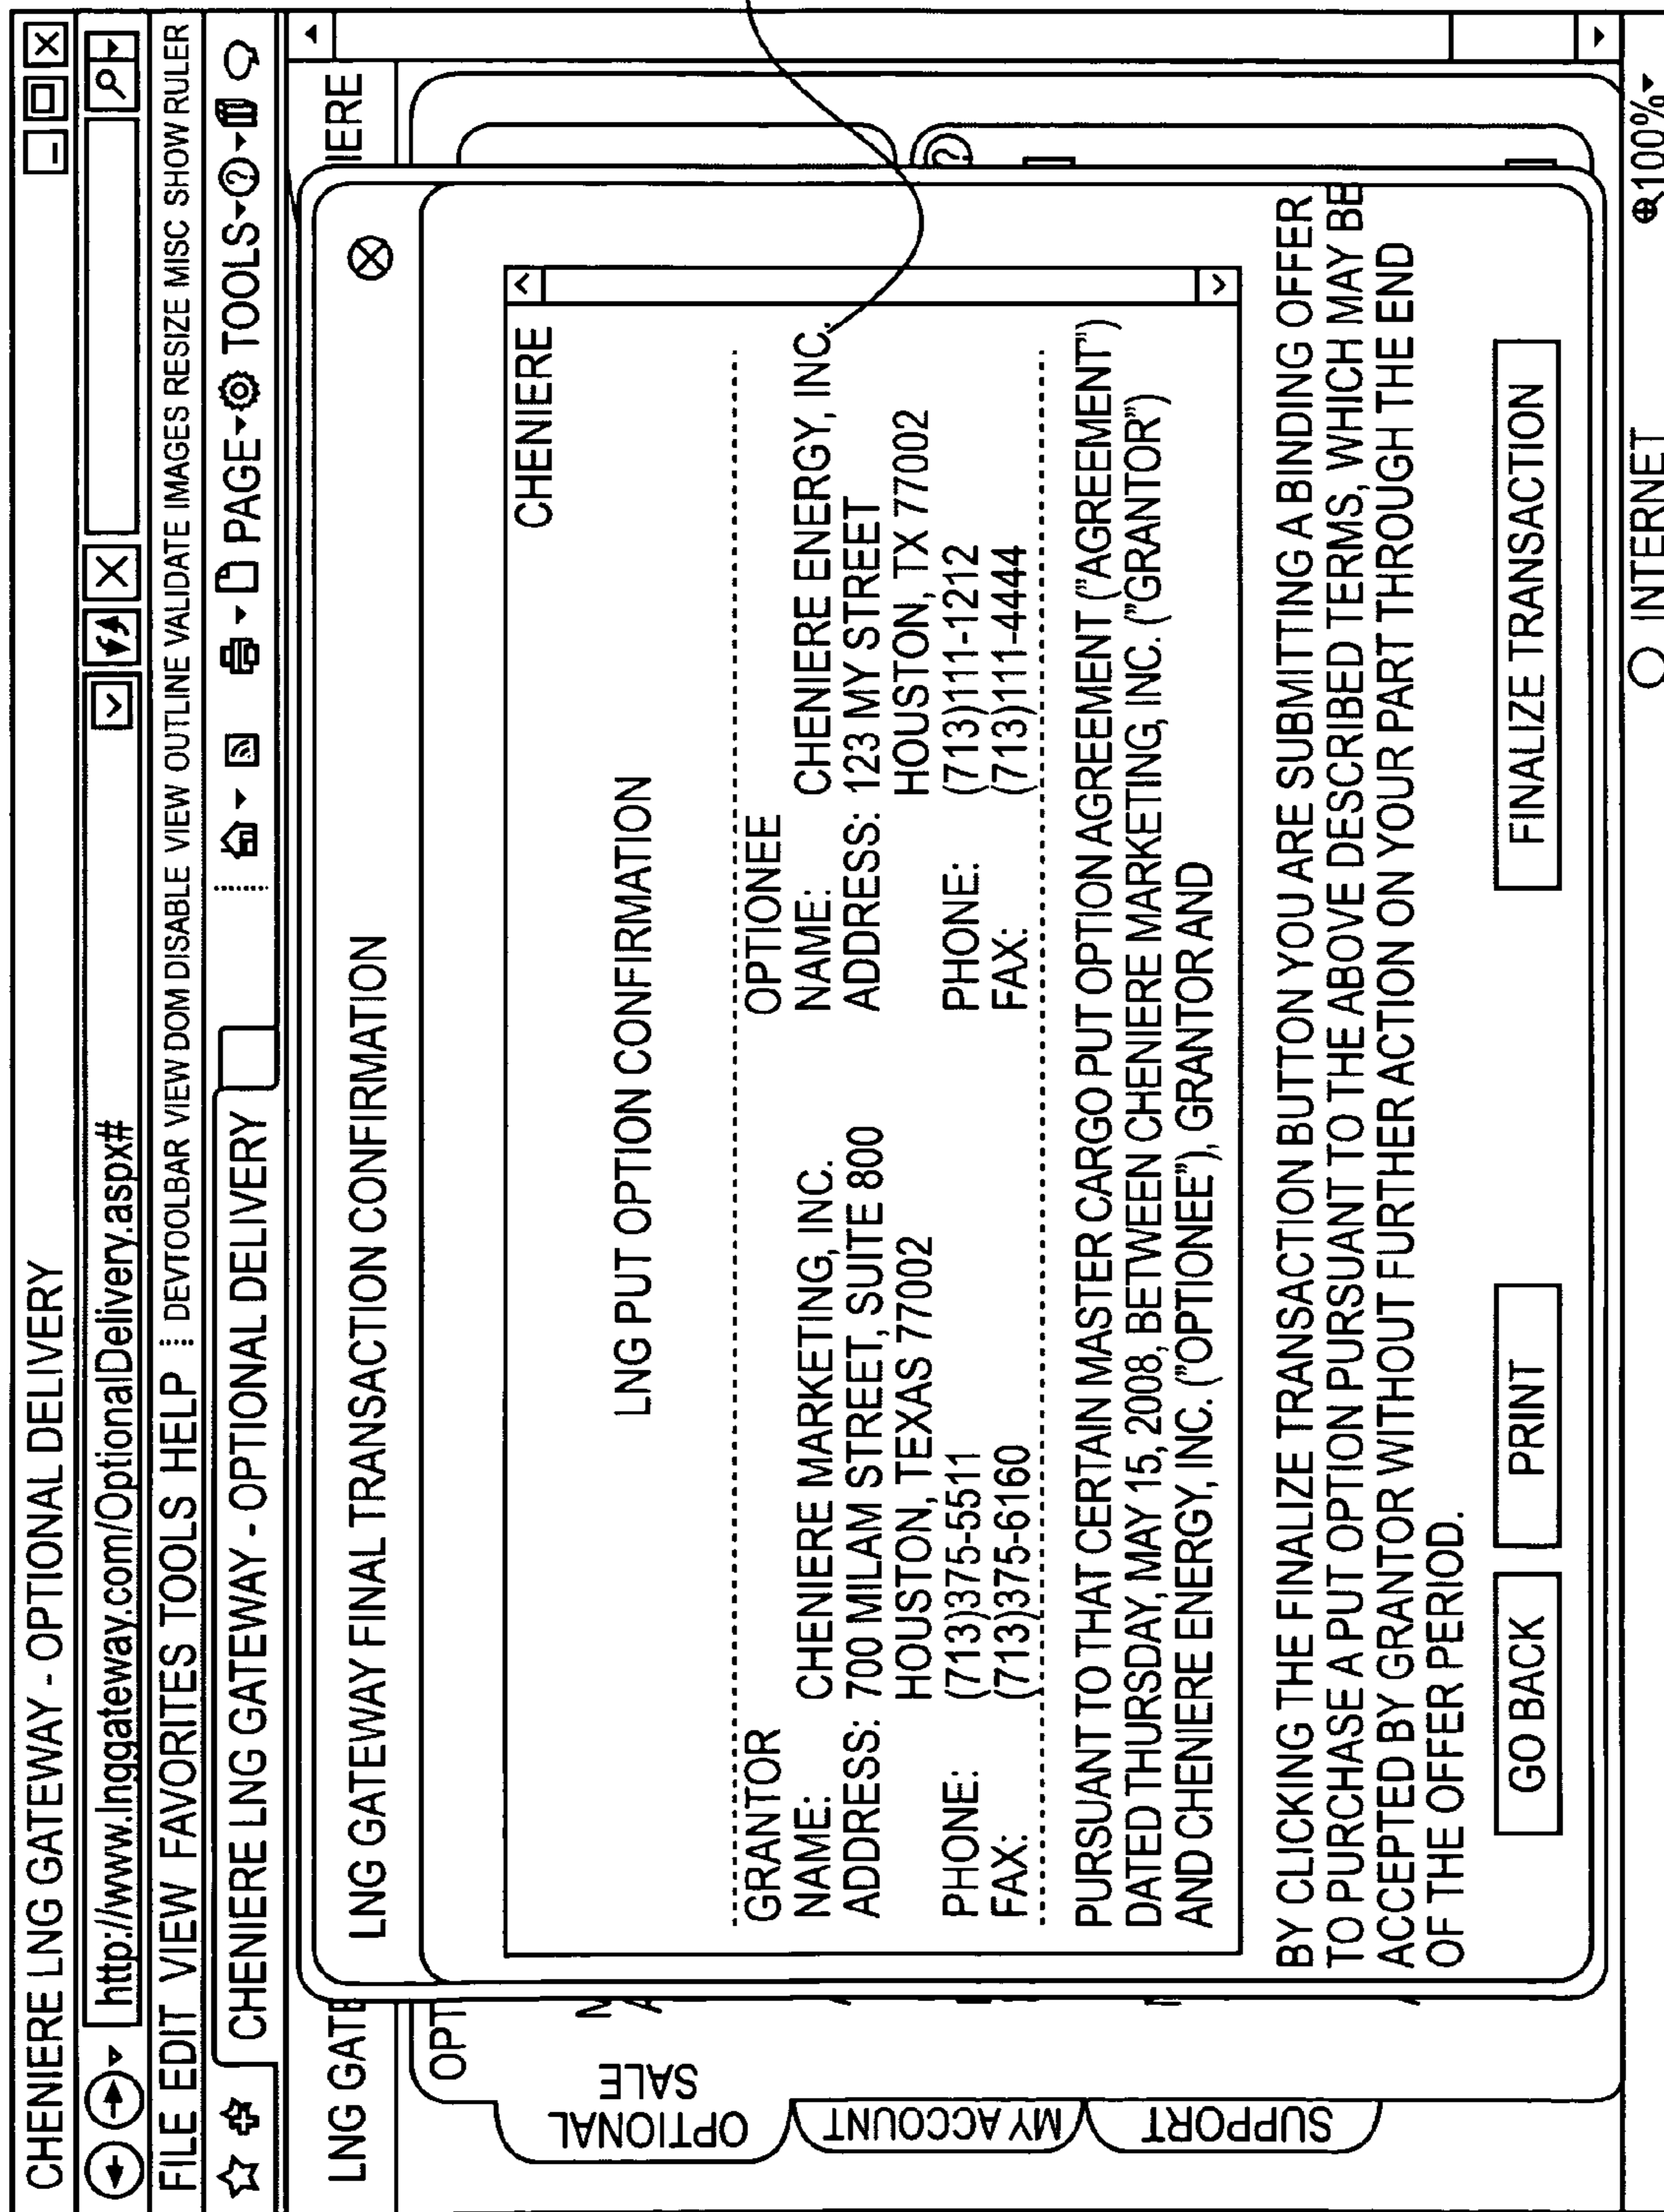 CHENIERE LNG GATEWAY - OPTIONAL DELIVERY
http://www.lnggateway.com/OptionalDelivery.aspx#
FILE EDIT VIEW FAVORITES TOOLS HELP DEVTOOLBAR VIEW DOM DISABLE VIEW OUTLINE VALIDATE IMAGES RESIZE MISC SHOW RULER
CHENIERE LNG GATEWAY - OPTIONAL DELIVERY PAGE TOOLS
LNG GATE IERE
LNG GATEWAY FINAL TRANSACTION CONFIRMATION
OPT
OPTIONAL SALE
MY ACCOUNT
SUPPORT
CHENIERE
LNG PUT OPTION CONFIRMATION
GRANTOR OPTIONEE
NAME: CHENIERE MARKETING, INC. NAME: CHENIERE ENERGY, INC.
ADDRESS: 700 MILAM STREET, SUITE 800 ADDRESS: 123 MY STREET
HOUSTON, TEXAS 77002 HOUSTON, TX 77002
PHONE: (713)375-5511 PHONE: (713)111-1212
FAX: (713)375-6160 FAX: (713)111-4444
PURSUANT TO THAT CERTAIN MASTER CARGO PUT OPTION AGREEMENT ("AGREEMENT")
DATED THURSDAY, MAY 15, 2008, BETWEEN CHENIERE MARKETING, INC. ("GRANTOR")
AND CHENIERE ENERGY, INC. ("OPTIONEE"), GRANTOR AND
BY CLICKING THE FINALIZE TRANSACTION BUTTON YOU ARE SUBMITTING A BINDING OFFER
TO PURCHASE A PUT OPTION PURSUANT TO THE ABOVE DESCRIBED TERMS, WHICH MAY BE
ACCEPTED BY GRANTOR WITHOUT FURTHER ACTION ON YOUR PART THROUGH THE END
OF THE OFFER PERIOD.
GO BACK PRINT FINALIZE TRANSACTION
INTERNET 100%